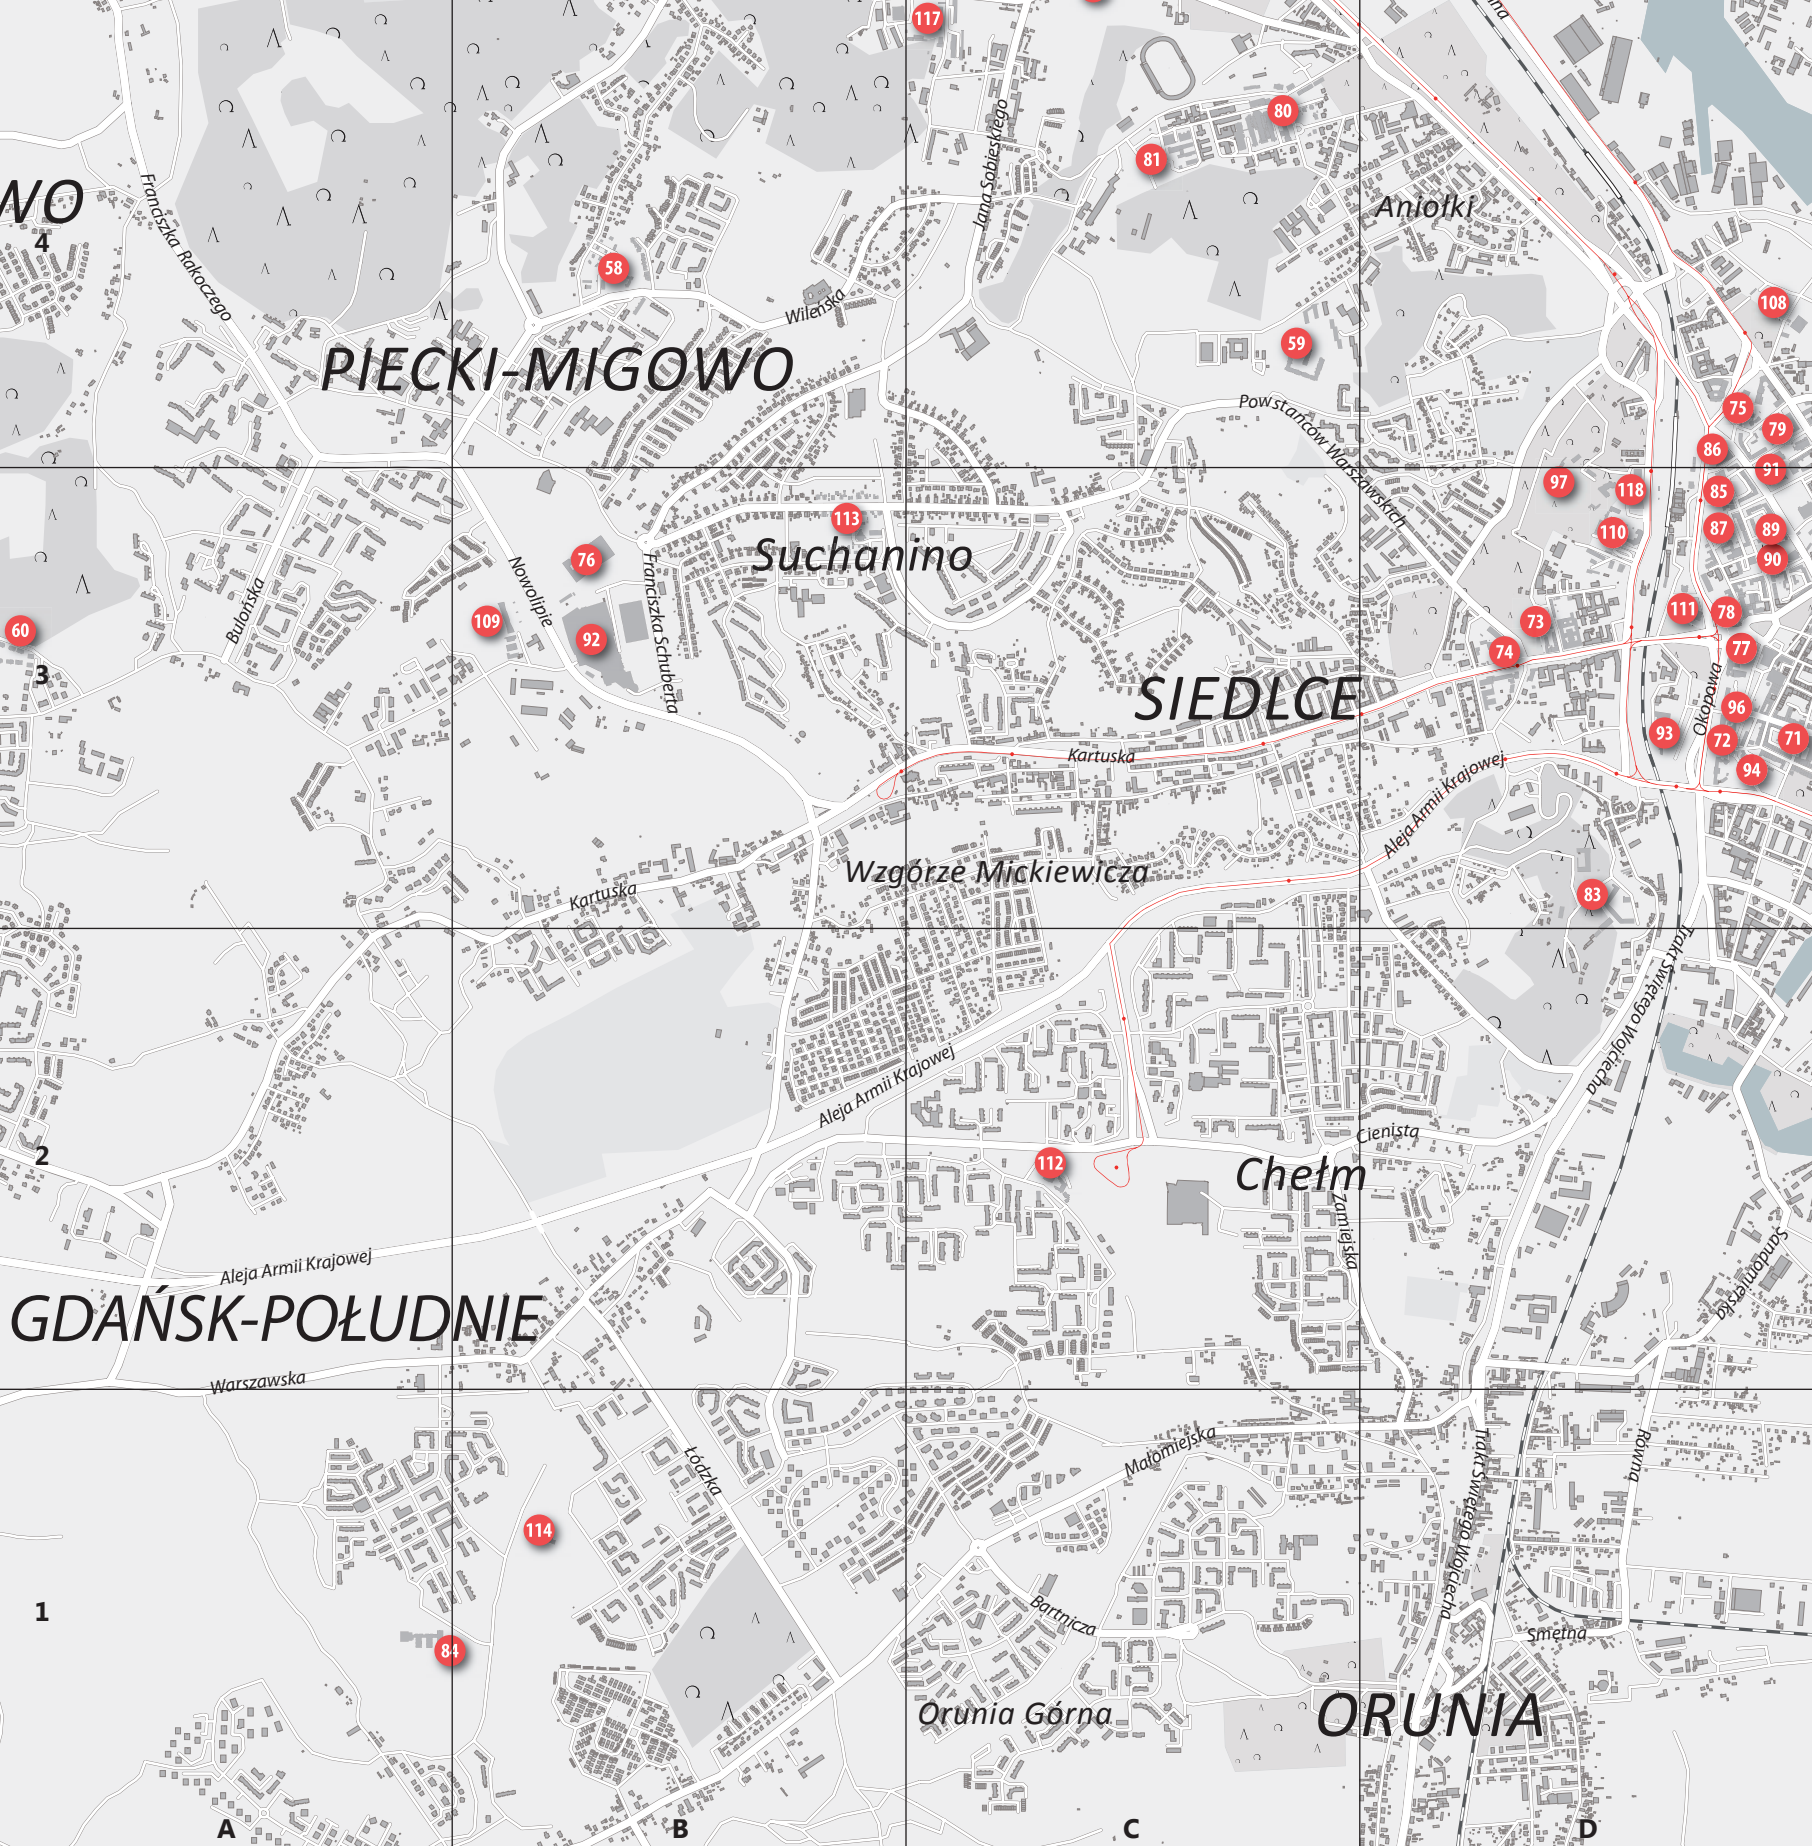 117
80
81
Jana Sobieskiego
Aniołki
WO
4
Franciszka Rakoczego
58
108
Wileńska
59
PIECKI-MIGOWO
Powstańców Warszawskich
75
79
86
91
97
118
85
113
110
87
89
Suchanino
76
90
Nowolipie
Franciszka Schuberta
Bulońska
111
78
60
109
73
92
74
77
3
SIEDLCE
Okopowa
96
93
72
71
Kartuska
94
Aleja Armii Krajowej
Wzgórze Mickiewicza
Kartuska
83
Trakt Świętego Wojciecha
Aleja Armii Krajowej
2
Cienista
112
Chełm
Zamiejska
Sandomierska
Aleja Armii Krajowej
GDAŃSK-POŁUDNIE
Warszawska
Małomiejska
Łódzka
Równa
Trakt Świętego Wojciecha
114
1
Bartnicza
Smętna
84
Orunia Górna
ORUNIA
A
B
C
D